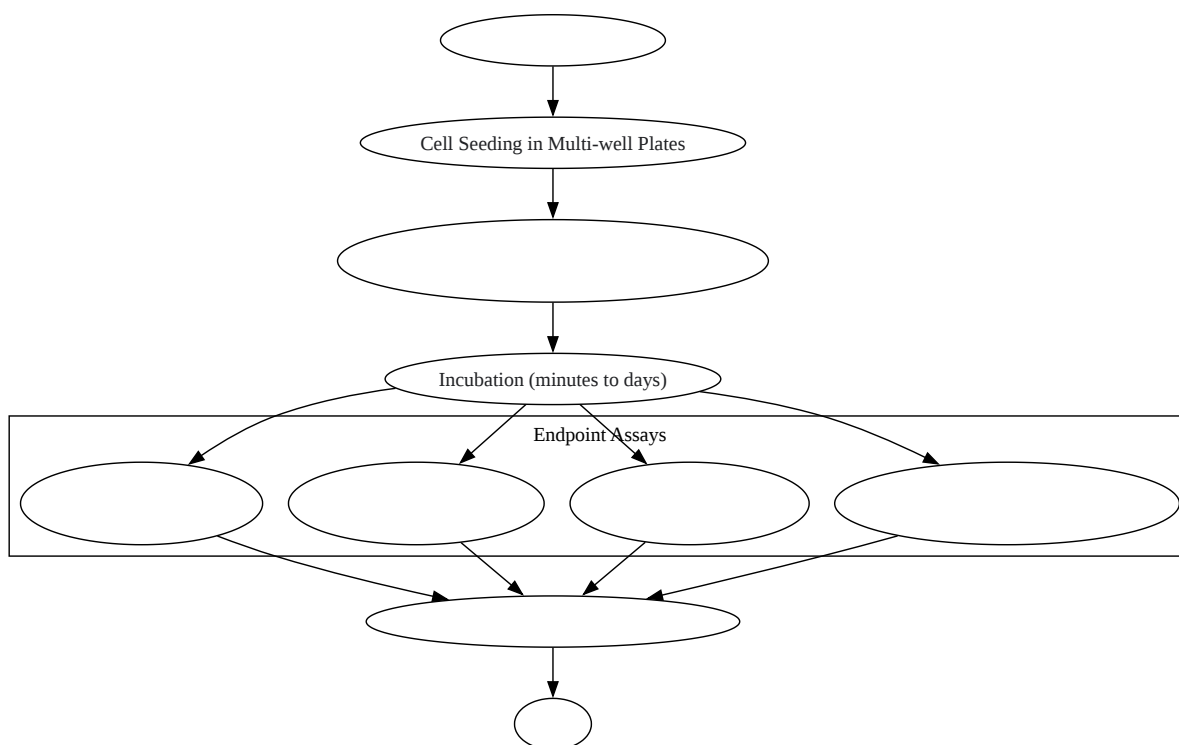 Cell Seeding in Multi-well Plates
Incubation (minutes to days)
Endpoint Assays